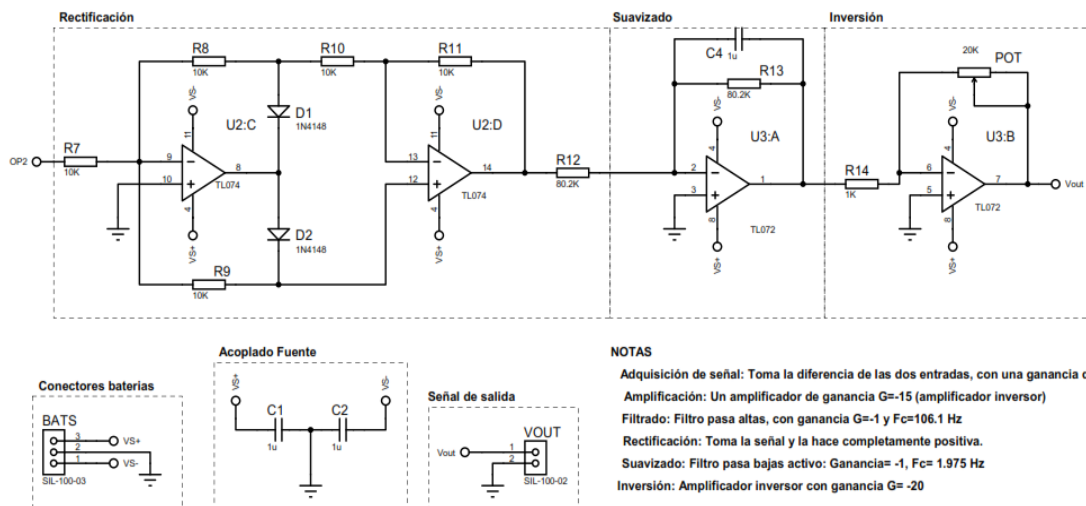 Rectificación
Suavizado
Inversión
R8
10K
R10
10K
R11
10K
C4
1u
R13
80.2K
20K
POT
VS-
11
U2:C
D1
1N4148
VS-
11
U2:D
VS-
4
U3:A
VS-
4
U3:B
OP2
R7
10K
9
10
8
TL074
4
VS+
13
12
14
TL074
4
VS+
R12
80.2K
2
3
1
TL072
8
VS+
R14
1K
6
5
7
TL072
8
VS+
Vout
D2
1N4148
R9
10K
Conectores baterias
BATS
3
2
1
VS+
VS-
SIL-100-03
Acoplado Fuente
VS+
VS-
C1
1u
C2
1u
Señal de salida
VOUT
Vout
1
2
SIL-100-02
NOTAS
Adquisición de señal: Toma la diferencia de las dos entradas, con una ganancia
Amplificación: Un amplificador de ganancia G=-15 (amplificador inversor)
Filtrado: Filtro pasa altas, con ganancia G=-1 y Fc=106.1 Hz
Rectificación: Toma la señal y la hace completamente positiva.
Suavizado: Filtro pasa bajas activo: Ganancia= -1, Fc= 1.975 Hz
Inversión: Amplificador inversor con ganancia G= -20